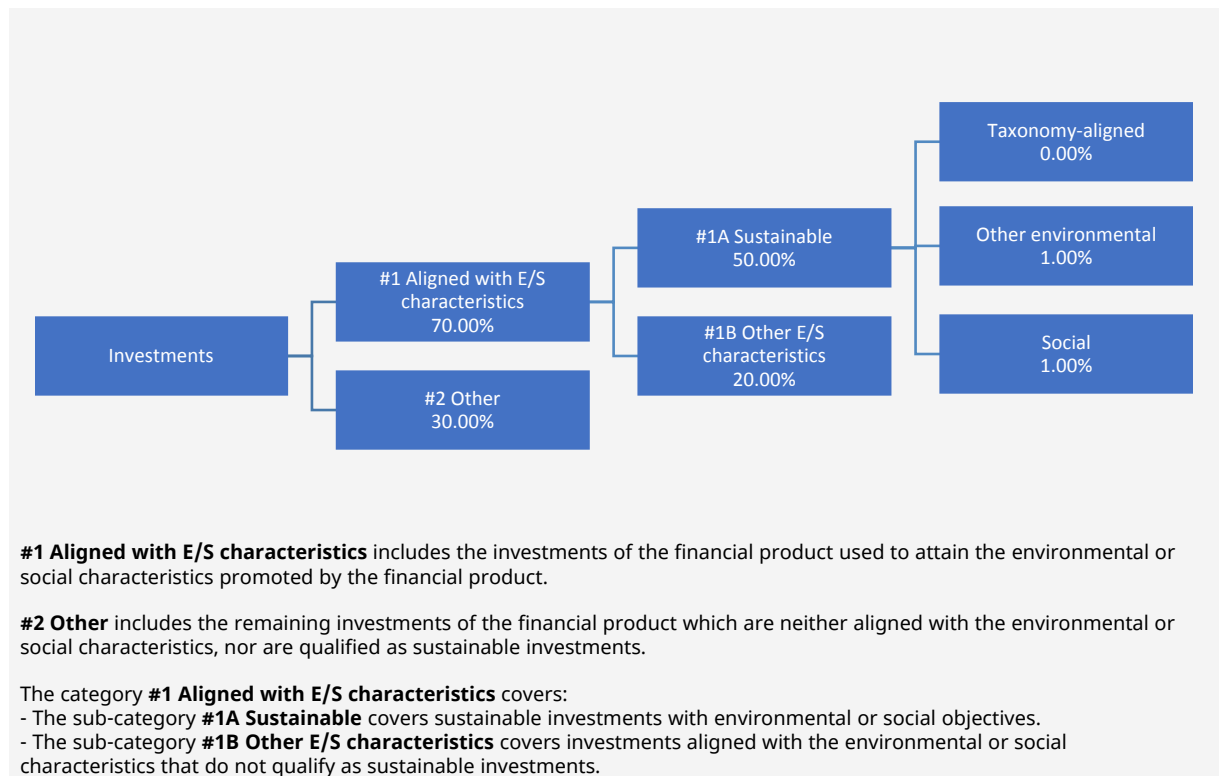 Investments
#1 Aligned with E/S
characteristics
70.00%
#2 Other
30.00%
#1A Sustainable
50.00%
#1B Other E/S
characteristics
20.00%
Taxonomy-aligned
0.00%
Other environmental
1.00%
Social
1.00%
#1 Aligned with E/S characteristics includes the investments of the financial product used to attain the environmental or
social characteristics promoted by the financial product.
#2 Other includes the remaining investments of the financial product which are neither aligned with the environmental or
social characteristics, nor are qualified as sustainable investments.
The category #1 Aligned with E/S characteristics covers:
- The sub-category #1A Sustainable covers sustainable investments with environmental or social objectives.
- The sub-category #1B Other E/S characteristics covers investments aligned with the environmental or social
characteristics that do not qualify as sustainable investments.